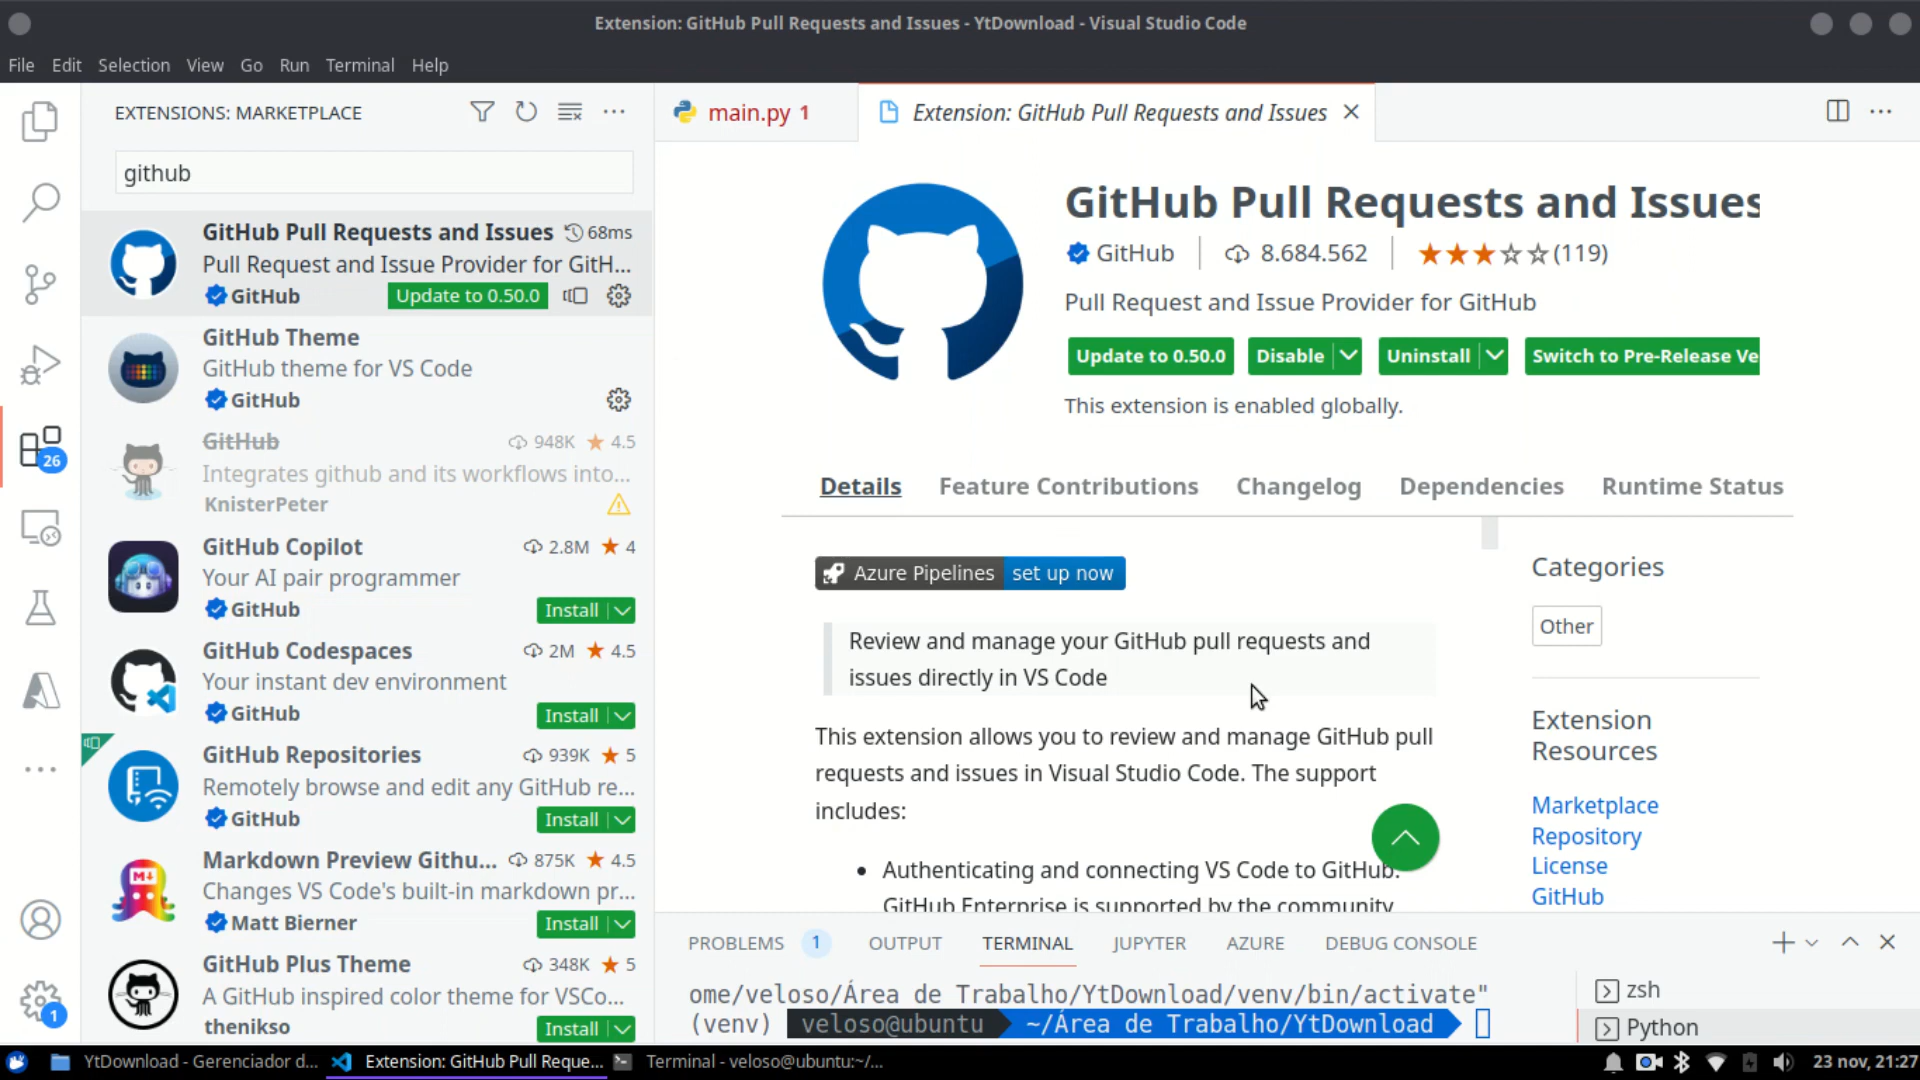 Extension: GitHub Pull Requests and Issues - YtDownload - Visual Studio Code
File Edit Selection View Go Run Terminal Help
EXTENSIONS: MARKETPLACE
github
GitHub Pull Requests and Issues 68ms
Pull Request and Issue Provider for GitH...
GitHub Update to 0.50.0
GitHub Theme
GitHub theme for VS Code
GitHub
GitHub 948K 4.5
Integrates github and its workflows into...
KnisterPeter
GitHub Copilot 2.8M 4
Your AI pair programmer
GitHub Install
GitHub Codespaces 2M 4.5
Your instant dev environment
GitHub Install
GitHub Repositories 939K 5
Remotely browse and edit any GitHub re...
GitHub Install
Markdown Preview Githu... 875K 4.5
Changes VS Code's built-in markdown pr...
Matt Bierner Install
GitHub Plus Theme 348K 5
A GitHub inspired color theme for VSCo...
thenikso Install
26
1
main.py 1
Extension: GitHub Pull Requests and Issues
GitHub Pull Requests and Issues
GitHub 8.684.562 (119)
Pull Request and Issue Provider for GitHub
Update to 0.50.0 Disable Uninstall Switch to Pre-Release Ve
This extension is enabled globally.
Details Feature Contributions Changelog Dependencies Runtime Status
Azure Pipelines set up now
Review and manage your GitHub pull requests and
issues directly in VS Code
This extension allows you to review and manage GitHub pull
requests and issues in Visual Studio Code. The support
includes:
• Authenticating and connecting VS Code to GitHub.
GitHub Enterprise is supported by the community
Categories
Other
Extension
Resources
Marketplace
Repository
License
GitHub
PROBLEMS 1 OUTPUT TERMINAL JUPYTER AZURE DEBUG CONSOLE
ome/veloso/Área de Trabalho/YtDownload/venv/bin/activate"
(venv) veloso@ubuntu ~/Área de Trabalho/YtDownload
zsh
Python
YtDownload - Gerenciador d... Extension: GitHub Pull Reque... Terminal - veloso@ubuntu:~/... 23 nov, 21:27